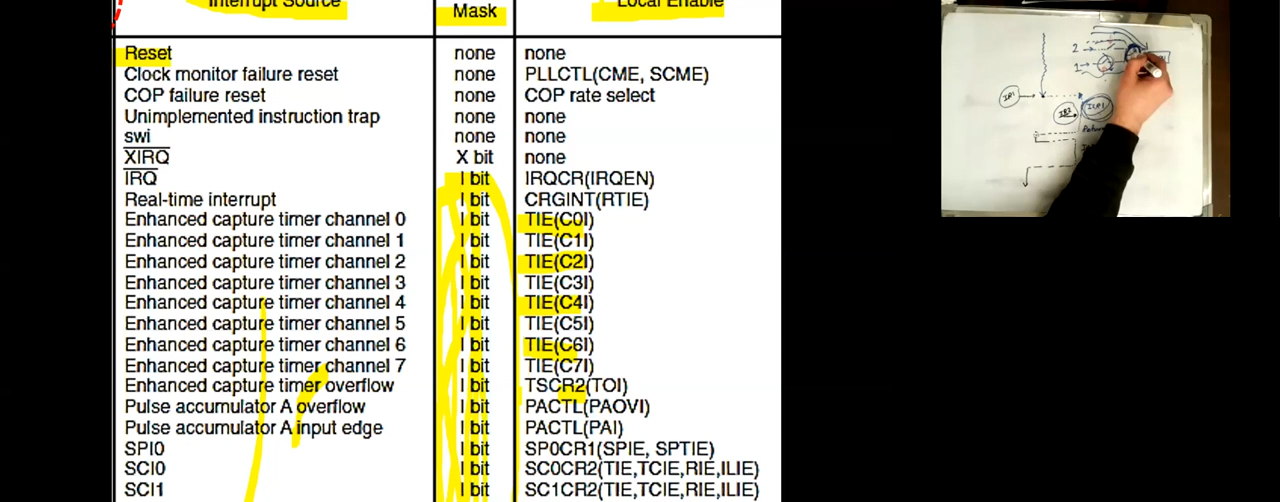 Interrupt Source Mask Local Enable
Reset none none
Clock monitor failure reset none PLLCTL(CME, SCME)
COP failure reset none COP rate select
Unimplemented instruction trap none none
swi none none
XIRQ X bit none
IRQ I bit IRQCR(IRQEN)
Real-time interrupt I bit CRGINT(RTIE)
Enhanced capture timer channel 0 I bit TIE(C0I)
Enhanced capture timer channel 1 I bit TIE(C1I)
Enhanced capture timer channel 2 I bit TIE(C2I)
Enhanced capture timer channel 3 I bit TIE(C3I)
Enhanced capture timer channel 4 I bit TIE(C4I)
Enhanced capture timer channel 5 I bit TIE(C5I)
Enhanced capture timer channel 6 I bit TIE(C6I)
Enhanced capture timer channel 7 I bit TIE(C7I)
Enhanced capture timer overflow I bit TSCR2(TOI)
Pulse accumulator A overflow I bit PACTL(PAOVI)
Pulse accumulator A input edge I bit PACTL(PAI)
SPI0 I bit SP0CR1(SPIE, SPTIE)
SCI0 I bit SC0CR2(TIE,TCIE,RIE,ILIE)
SCI1 I bit SC1CR2(TIE,TCIE,RIE,ILIE)
2
1